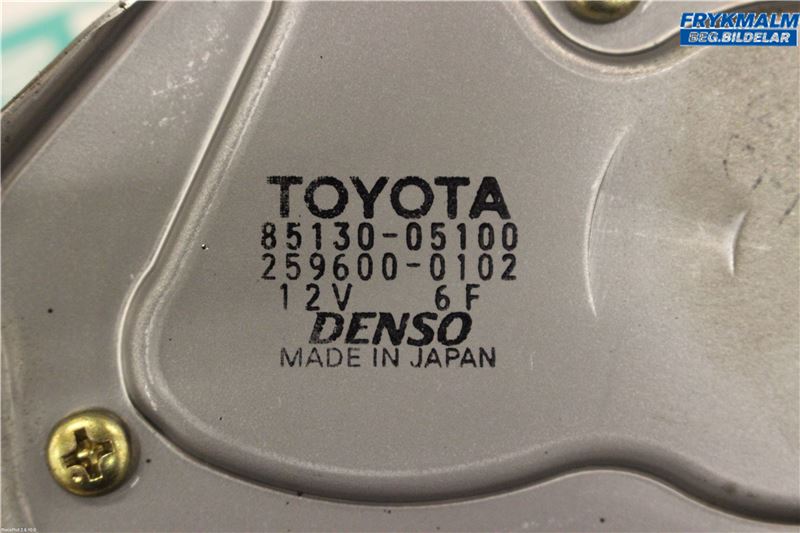 FRYKMALM
BEG.BILDELAR
TOYOTA
85130-05100
259600-0102
12V 6F
DENSO
MADE IN JAPAN